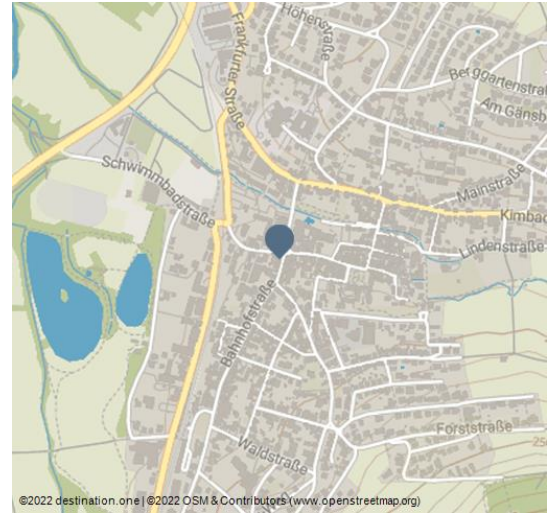 Höhenstraße
Frankfurter Straße
Berggartenstraß
Am Gänsb
Schwimmbadstraße
Mainstraße
Kimbac
Lindenstraße
Bahnhofstraße
Forststraße
Waldstraße
©2022 destination.one | ©2022 OSM & Contributors (www.openstreetmap.org)